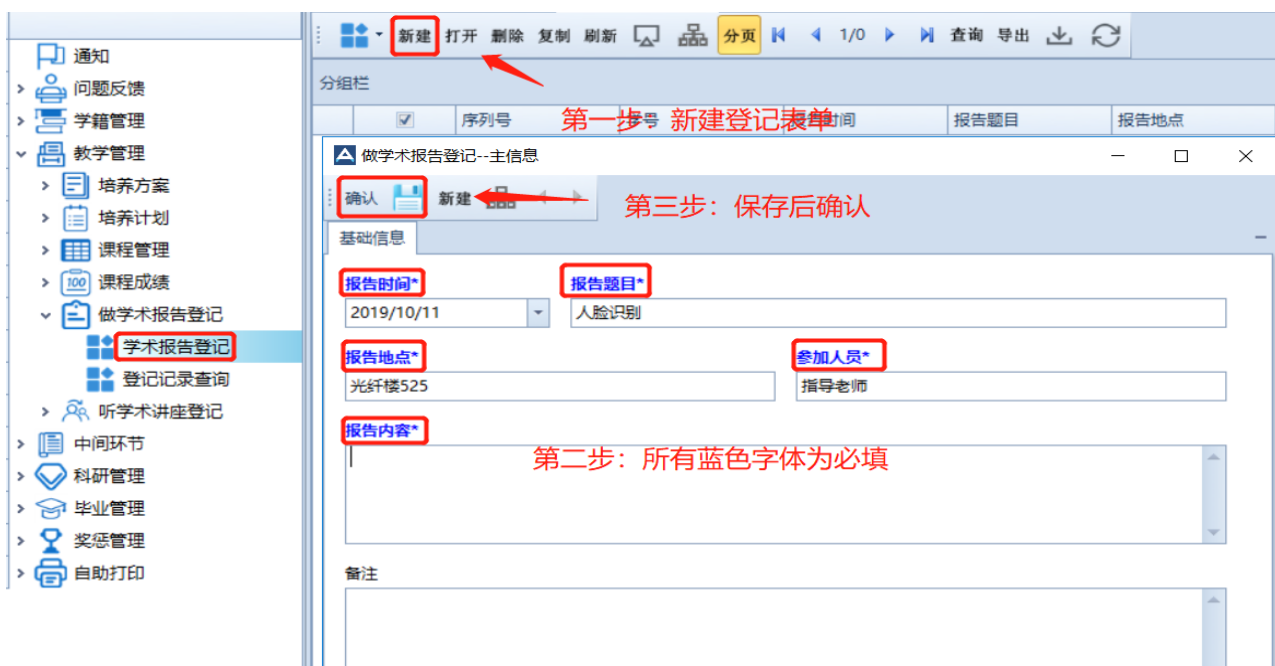 新建 打开 删除 复制 刷新 分页 1/0 查询 导出
分组栏
序列号 学号 报告时间 报告题目 报告地点
第一步：新建登记表单
通知
问题反馈
学籍管理
教学管理
培养方案
培养计划
课程管理
100 课程成绩
做学术报告登记
学术报告登记
登记记录查询
听学术讲座登记
中间环节
科研管理
毕业管理
奖惩管理
自助打印
做学术报告登记--主信息
确认 新建
第三步：保存后确认
基础信息
报告时间* 报告题目*
2019/10/11 人脸识别
报告地点* 参加人员*
光纤楼525 指导老师
报告内容*
第二步：所有蓝色字体为必填
备注